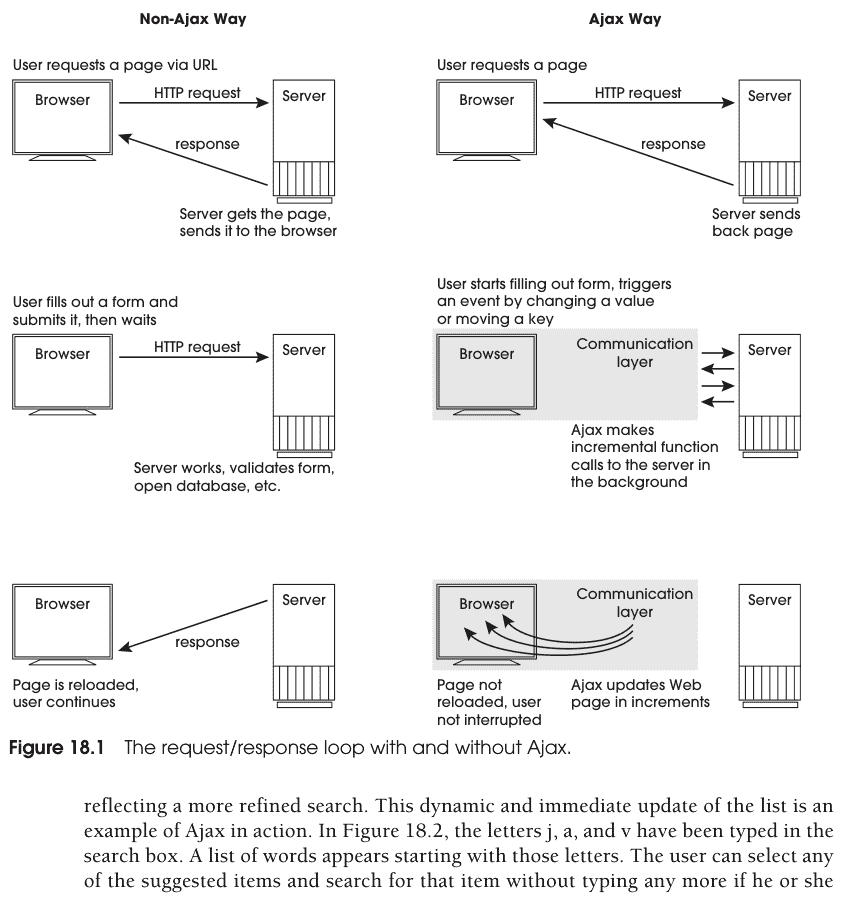 Non-Ajax Way
Ajax Way
User requests a page via URL
Browser
HTTP request
Server
response
Server gets the page,
sends it to the browser
User requests a page
Browser
HTTP request
Server
response
Server sends
back page
User fills out a form and
submits it, then waits
Browser
HTTP request
Server
Server works, validates form,
open database, etc.
User starts filling out form, triggers
an event by changing a value
or moving a key
Browser
Communication
layer
Server
Ajax makes
incremental function
calls to the server in
the background
Browser
Server
response
Page is reloaded,
user continues
Browser
Communication
layer
Server
Page not
reloaded, user
not interrupted
Ajax updates Web
page in increments
Figure 18.1 The request/response loop with and without Ajax.
reflecting a more refined search. This dynamic and immediate update of the list is an
example of Ajax in action. In Figure 18.2, the letters j, a, and v have been typed in the
search box. A list of words appears starting with those letters. The user can select any
of the suggested items and search for that item without typing any more if he or she